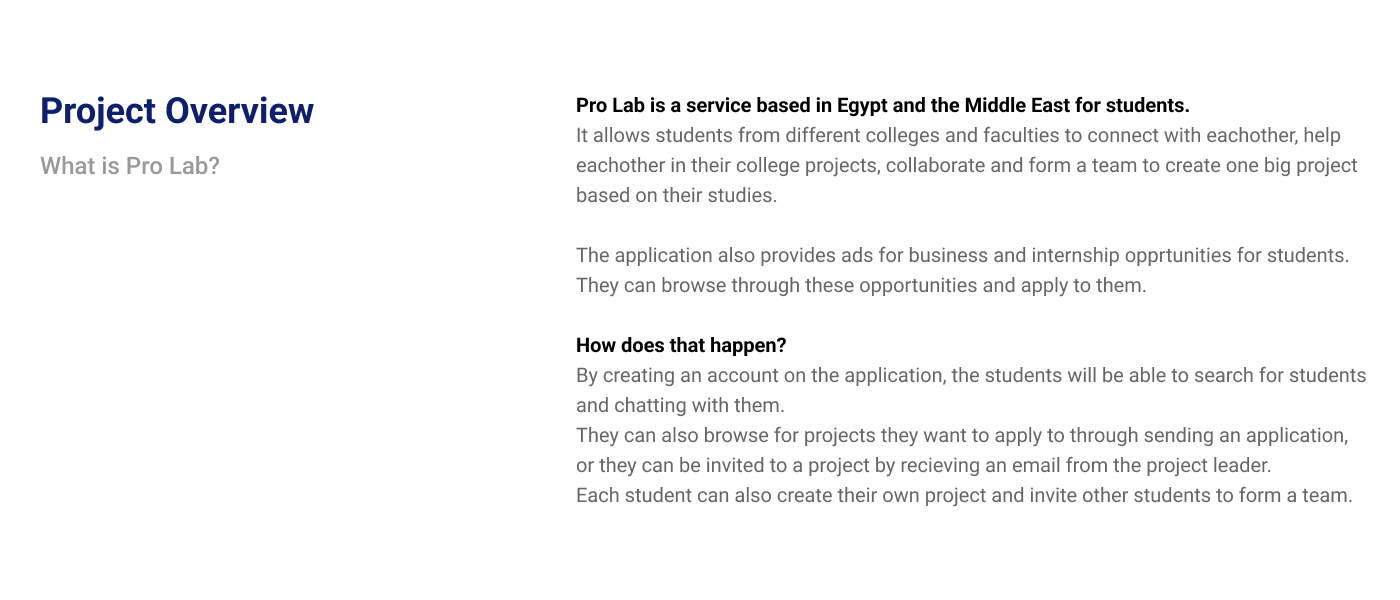 Project Overview
What is Pro Lab?
Pro Lab is a service based in Egypt and the Middle East for students.
It allows students from different colleges and faculties to connect with eachother, help
eachother in their college projects, collaborate and form a team to create one big project
based on their studies.
The application also provides ads for business and internship opprtunities for students.
They can browse through these opportunities and apply to them.
How does that happen?
By creating an account on the application, the students will be able to search for students
and chatting with them.
They can also browse for projects they want to apply to through sending an application,
or they can be invited to a project by recieving an email from the project leader.
Each student can also create their own project and invite other students to form a team.